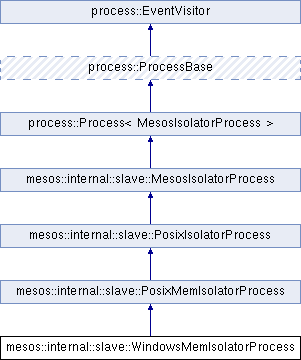 process::EventVisitor
process::ProcessBase
process::Process< MesosIsolatorProcess >
mesos::internal::slave::MesosIsolatorProcess
mesos::internal::slave::PosixIsolatorProcess
mesos::internal::slave::PosixMemIsolatorProcess
mesos::internal::slave::WindowsMemIsolatorProcess